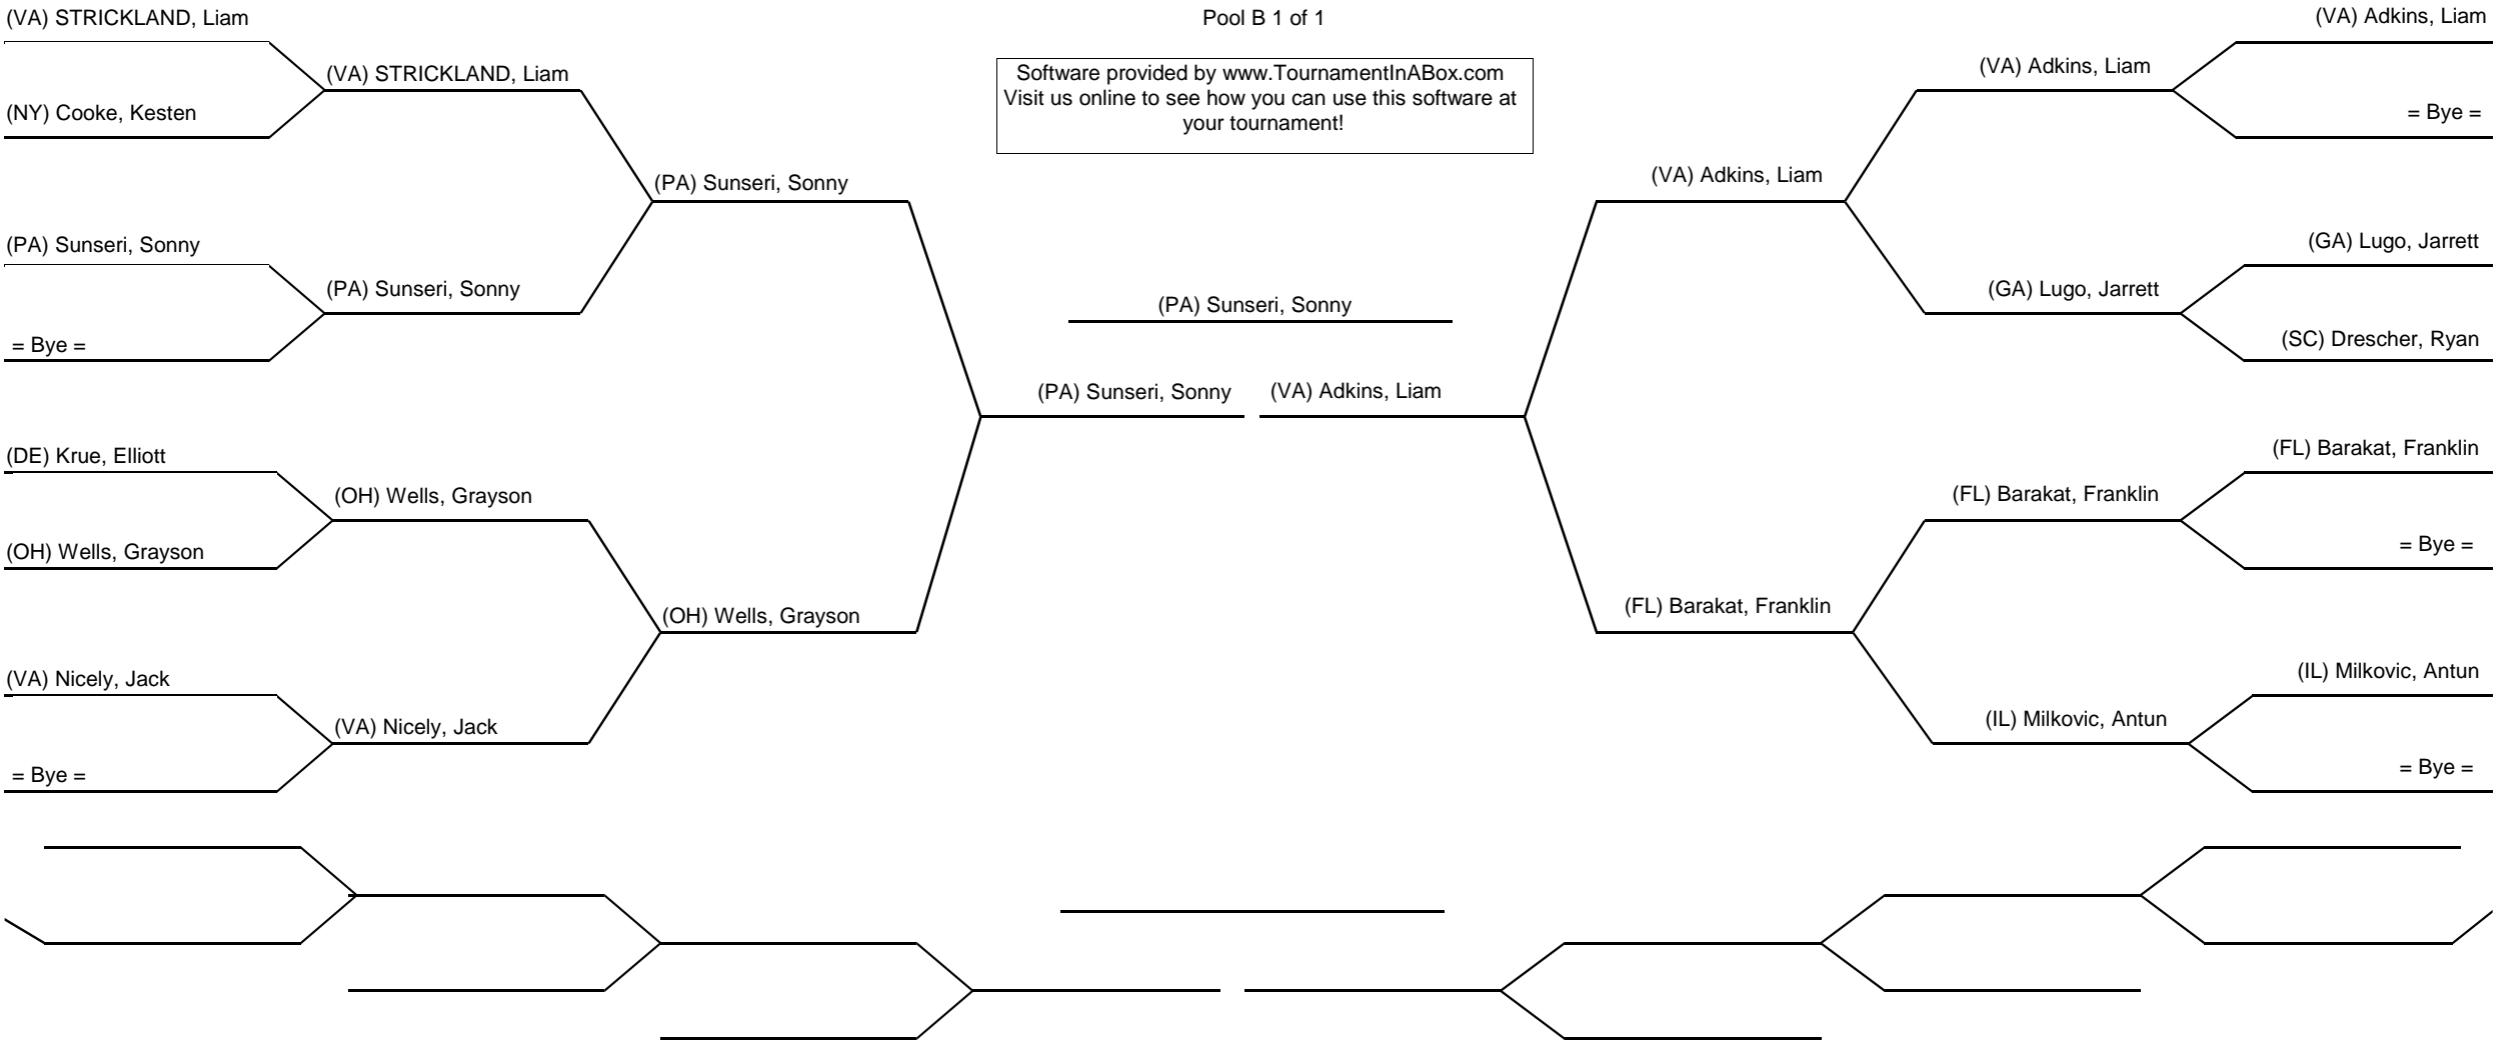 (VA) STRICKLAND, Liam
(NY) Cooke, Kesten
(PA) Sunseri, Sonny
= Bye =
(DE) Krue, Elliott
(OH) Wells, Grayson
(VA) Nicely, Jack
= Bye =
(VA) STRICKLAND, Liam
(PA) Sunseri, Sonny
(OH) Wells, Grayson
(VA) Nicely, Jack
(PA) Sunseri, Sonny
(OH) Wells, Grayson
Pool B 1 of 1
Software provided by www.TournamentInABox.com
Visit us online to see how you can use this software at
your tournament!
(PA) Sunseri, Sonny
(PA) Sunseri, Sonny
(VA) Adkins, Liam
(VA) Adkins, Liam
(FL) Barakat, Franklin
(VA) Adkins, Liam
(GA) Lugo, Jarrett
(FL) Barakat, Franklin
(IL) Milkovic, Antun
(VA) Adkins, Liam
= Bye =
(GA) Lugo, Jarrett
(SC) Drescher, Ryan
(FL) Barakat, Franklin
= Bye =
(IL) Milkovic, Antun
= Bye =